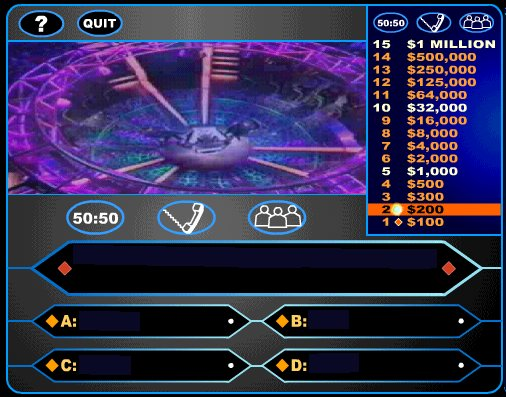 ? QUIT
50:50
15 $1 MILLION
14 $500,000
13 $250,000
12 $125,000
11 $64,000
10 $32,000
9 $16,000
8 $8,000
7 $4,000
6 $2,000
5 $1,000
4 $500
3 $300
2 $200
1 $100
50:50
A:
B:
C:
D: